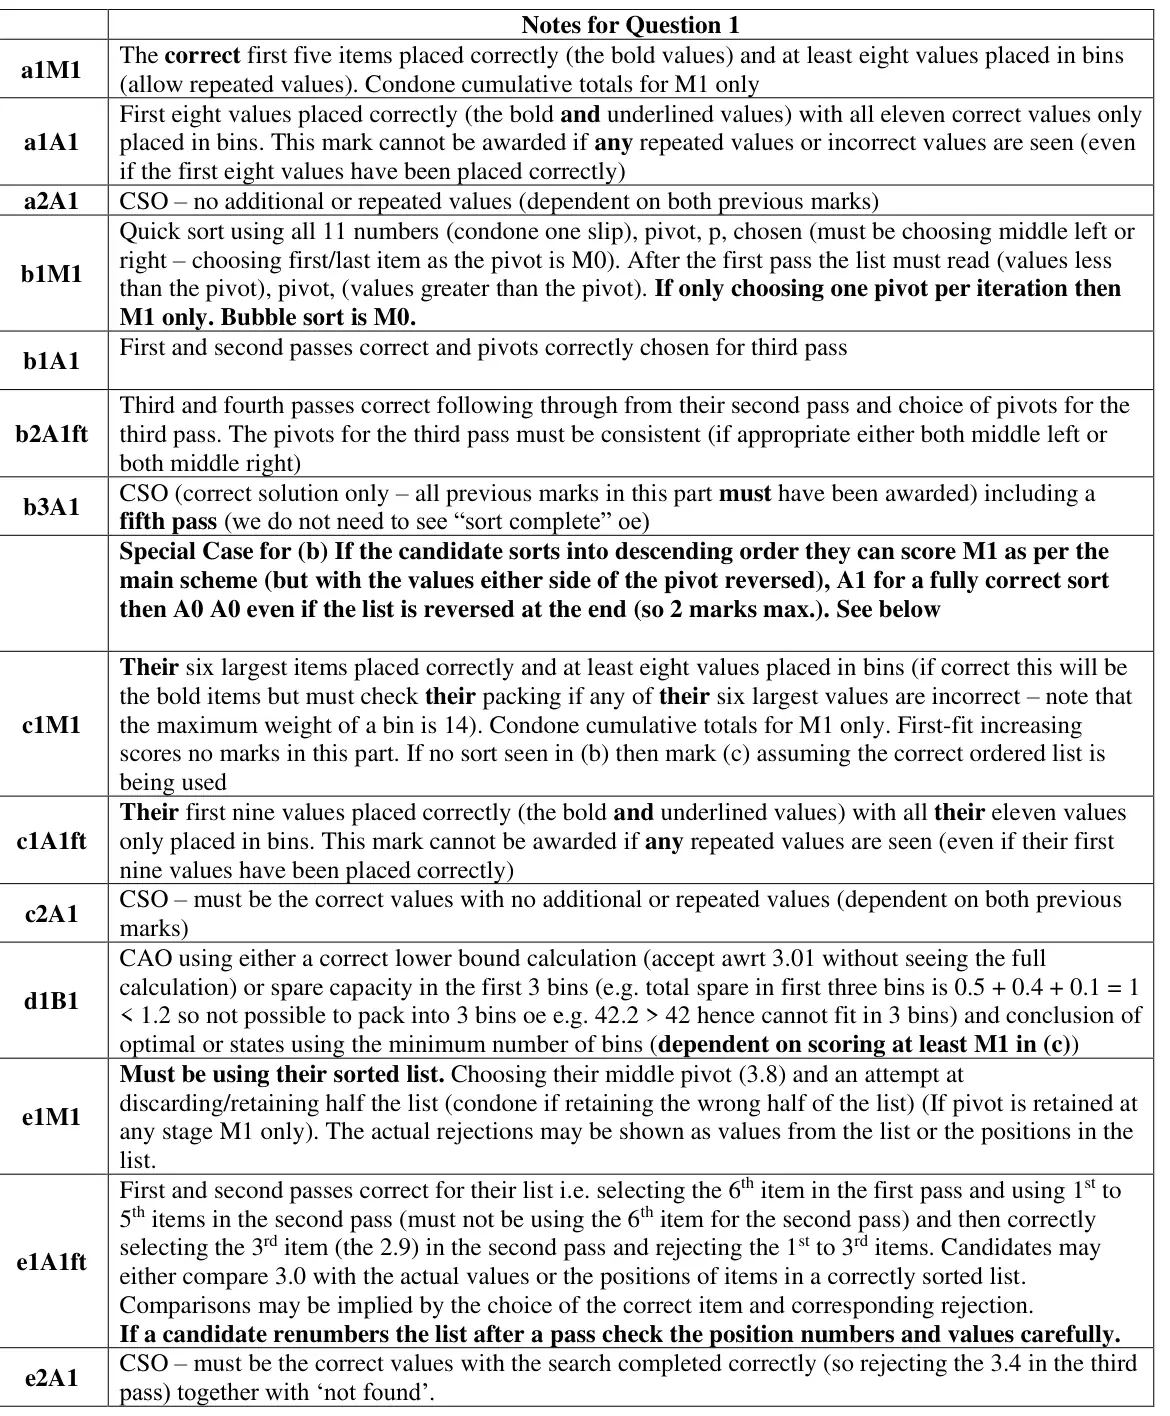 Notes for Question 1
a1M1
The correct first five items placed correctly (the bold values) and at least eight values placed in bins
(allow repeated values). Condone cumulative totals for M1 only
a1A1
First eight values placed correctly (the bold and underlined values) with all eleven correct values only
placed in bins. This mark cannot be awarded if any repeated values or incorrect values are seen (even
if the first eight values have been placed correctly)
a2A1
CSO – no additional or repeated values (dependent on both previous marks)
b1M1
Quick sort using all 11 numbers (condone one slip), pivot, p, chosen (must be choosing middle left or
right – choosing first/last item as the pivot is M0). After the first pass the list must read (values less
than the pivot), pivot, (values greater than the pivot). If only choosing one pivot per iteration then
M1 only. Bubble sort is M0.
b1A1
First and second passes correct and pivots correctly chosen for third pass
b2A1ft
Third and fourth passes correct following through from their second pass and choice of pivots for the
third pass. The pivots for the third pass must be consistent (if appropriate either both middle left or
both middle right)
b3A1
CSO (correct solution only – all previous marks in this part must have been awarded) including a
fifth pass (we do not need to see “sort complete” oe)
Special Case for (b) If the candidate sorts into descending order they can score M1 as per the
main scheme (but with the values either side of the pivot reversed), A1 for a fully correct sort
then A0 A0 even if the list is reversed at the end (so 2 marks max.). See below
c1M1
Their six largest items placed correctly and at least eight values placed in bins (if correct this will be
the bold items but must check their packing if any of their six largest values are incorrect – note that
the maximum weight of a bin is 14). Condone cumulative totals for M1 only. First-fit increasing
scores no marks in this part. If no sort seen in (b) then mark (c) assuming the correct ordered list is
being used
c1A1ft
Their first nine values placed correctly (the bold and underlined values) with all their eleven values
only placed in bins. This mark cannot be awarded if any repeated values are seen (even if their first
nine values have been placed correctly)
c2A1
CSO – must be the correct values with no additional or repeated values (dependent on both previous
marks)
d1B1
CAO using either a correct lower bound calculation (accept awrt 3.01 without seeing the full
calculation) or spare capacity in the first 3 bins (e.g. total spare in first three bins is 0.5 + 0.4 + 0.1 = 1
< 1.2 so not possible to pack into 3 bins oe e.g. 42.2 > 42 hence cannot fit in 3 bins) and conclusion of
optimal or states using the minimum number of bins (dependent on scoring at least M1 in (c))
e1M1
Must be using their sorted list. Choosing their middle pivot (3.8) and an attempt at
discarding/retaining half the list (condone if retaining the wrong half of the list) (If pivot is retained at
any stage M1 only). The actual rejections may be shown as values from the list or the positions in the
list.
e1A1ft
First and second passes correct for their list i.e. selecting the 6th item in the first pass and using 1st to
5th items in the second pass (must not be using the 6th item for the second pass) and then correctly
selecting the 3rd item (the 2.9) in the second pass and rejecting the 1st to 3rd items. Candidates may
either compare 3.0 with the actual values or the positions of items in a correctly sorted list.
Comparisons may be implied by the choice of the correct item and corresponding rejection.
If a candidate renumbers the list after a pass check the position numbers and values carefully.
e2A1
CSO – must be the correct values with the search completed correctly (so rejecting the 3.4 in the third
pass) together with ‘not found’.